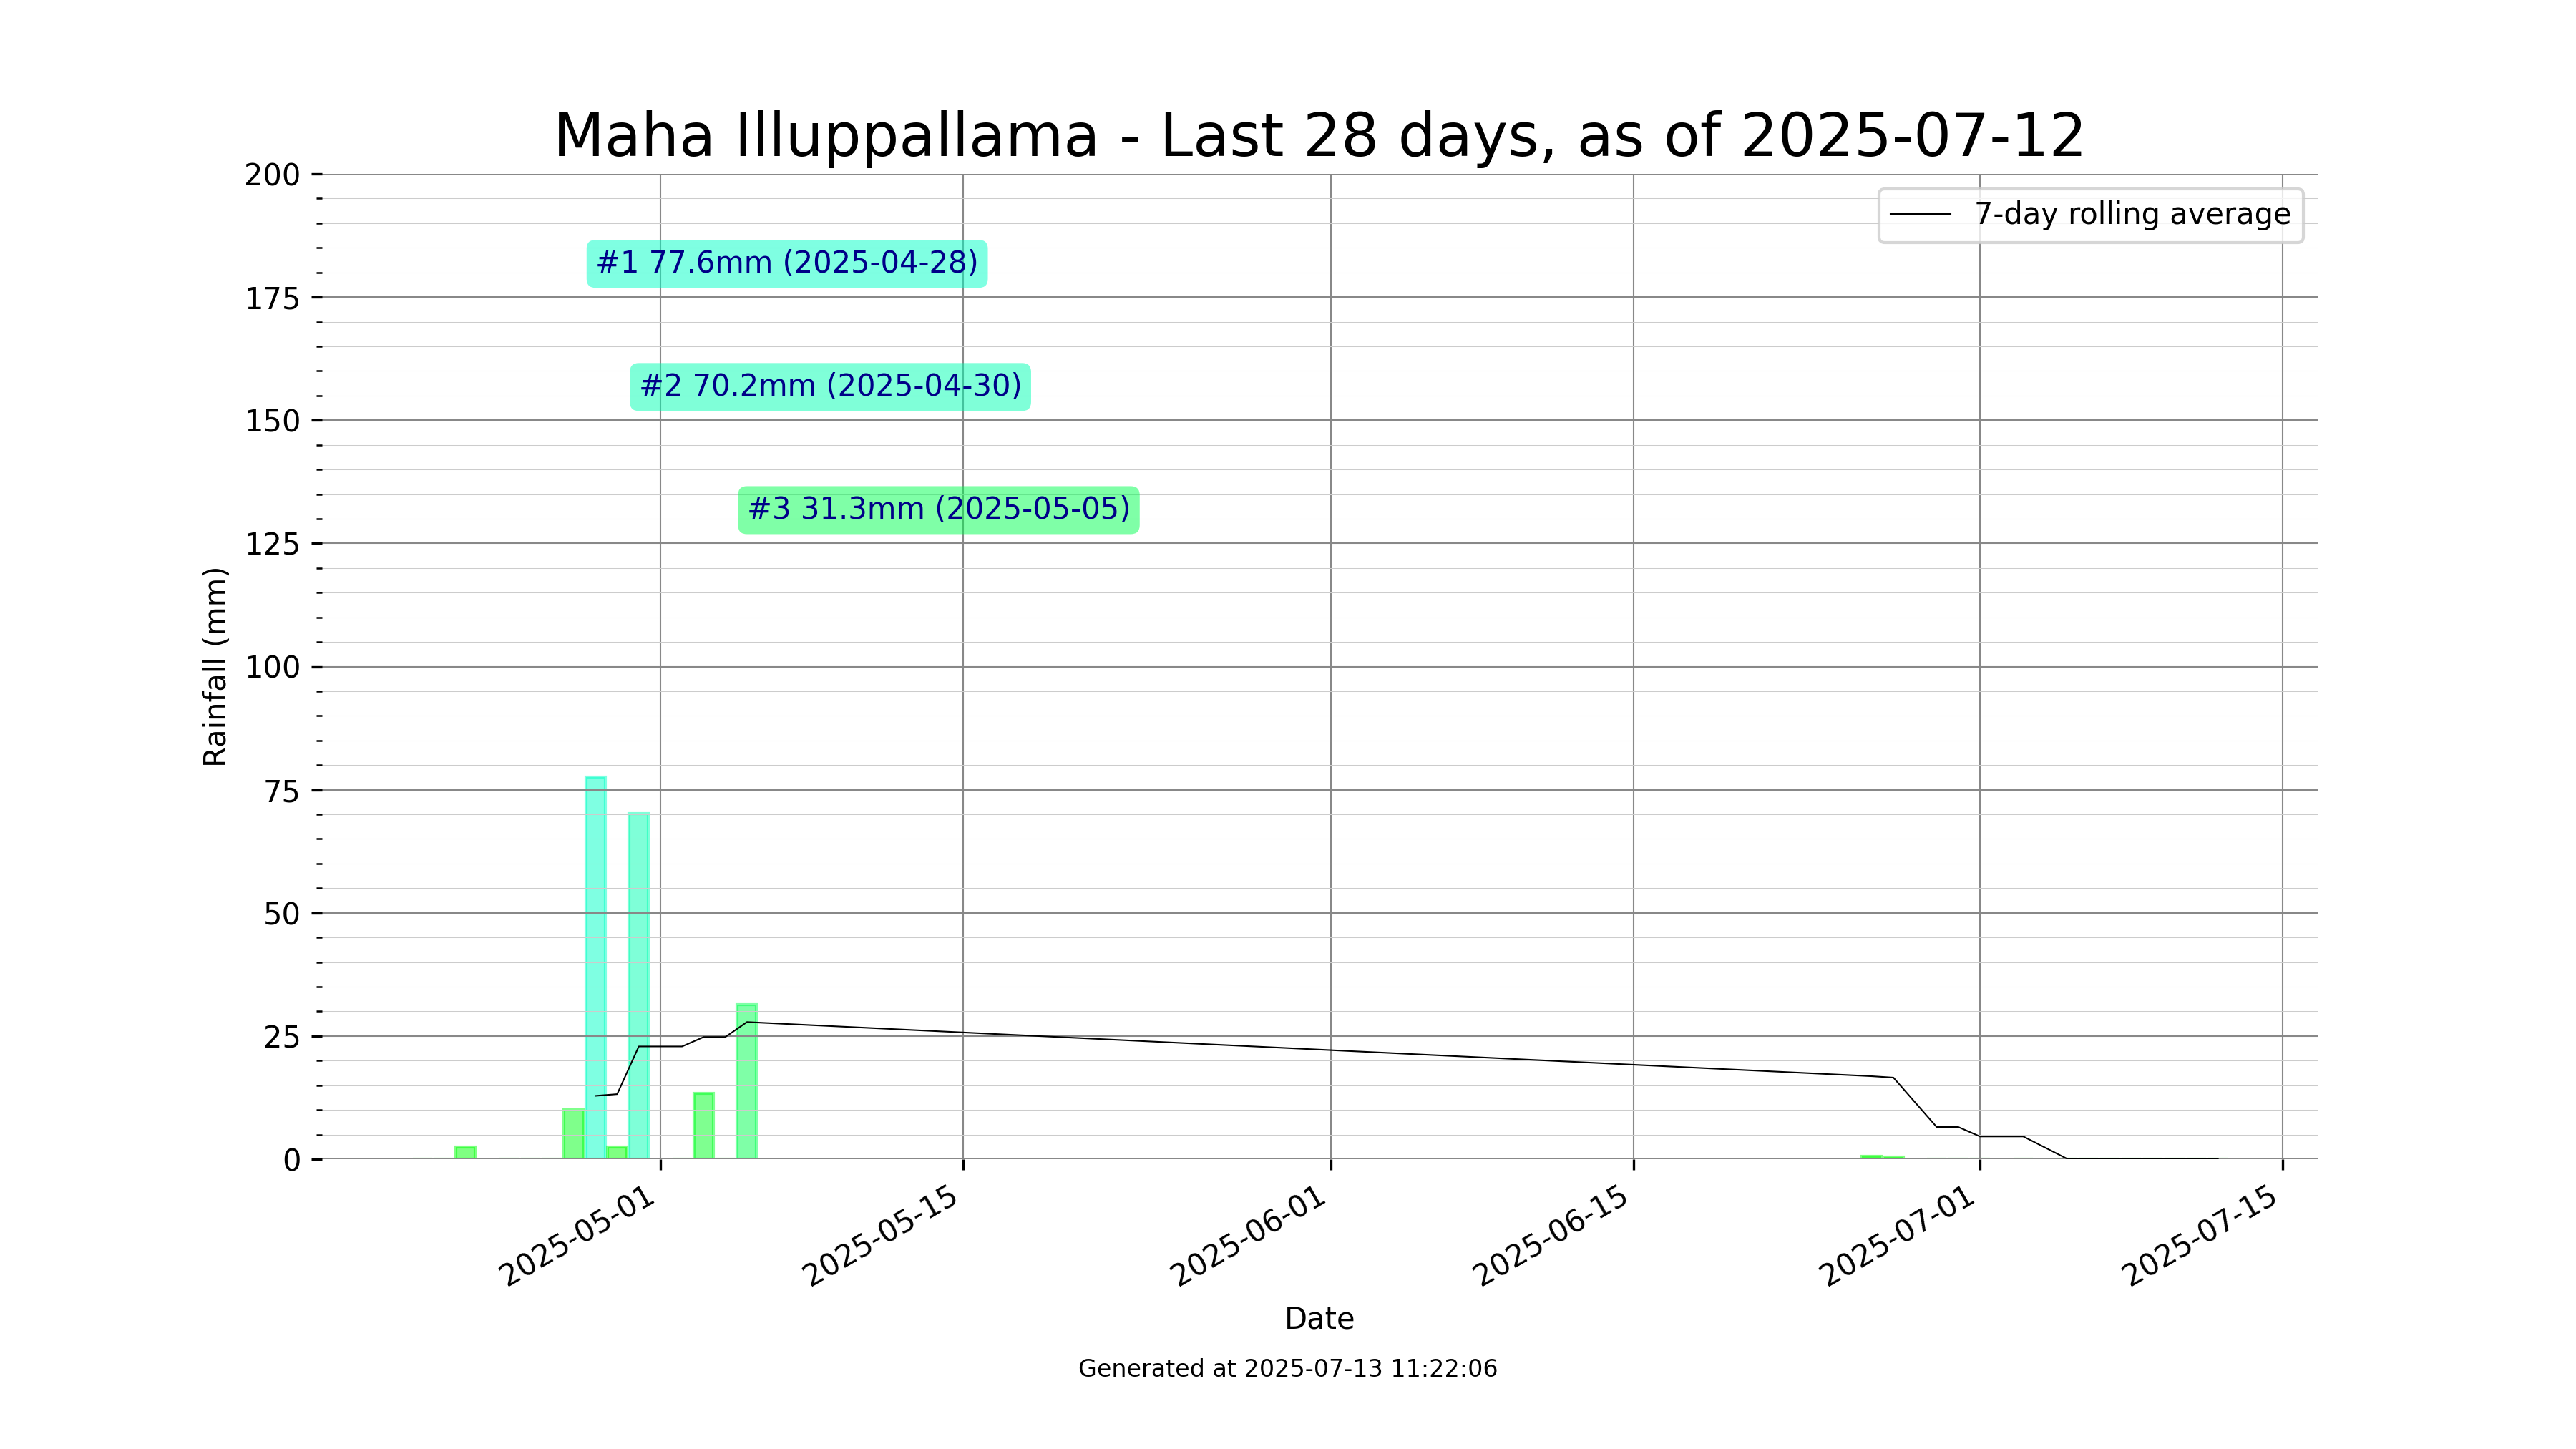 Maha Illuppallama - Last 28 days, as of 2025-07-12
7-day rolling average
#1 77.6mm (2025-04-28)
#2 70.2mm (2025-04-30)
#3 31.3mm (2025-05-05)
Rainfall (mm)
200
175
150
125
100
75
50
25
0
2025-05-01
2025-05-15
2025-06-01
2025-06-15
2025-07-01
2025-07-15
Date
Generated at 2025-07-13 11:22:06